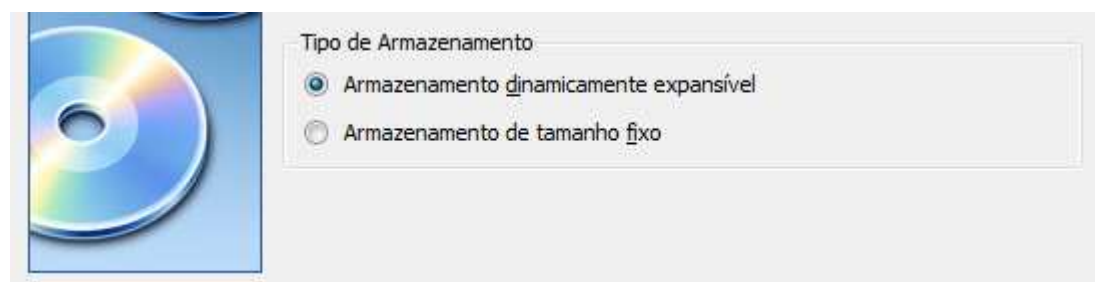 Tipo de Armazenamento
Armazenamento dinamicamente expansível
Armazenamento de tamanho fixo